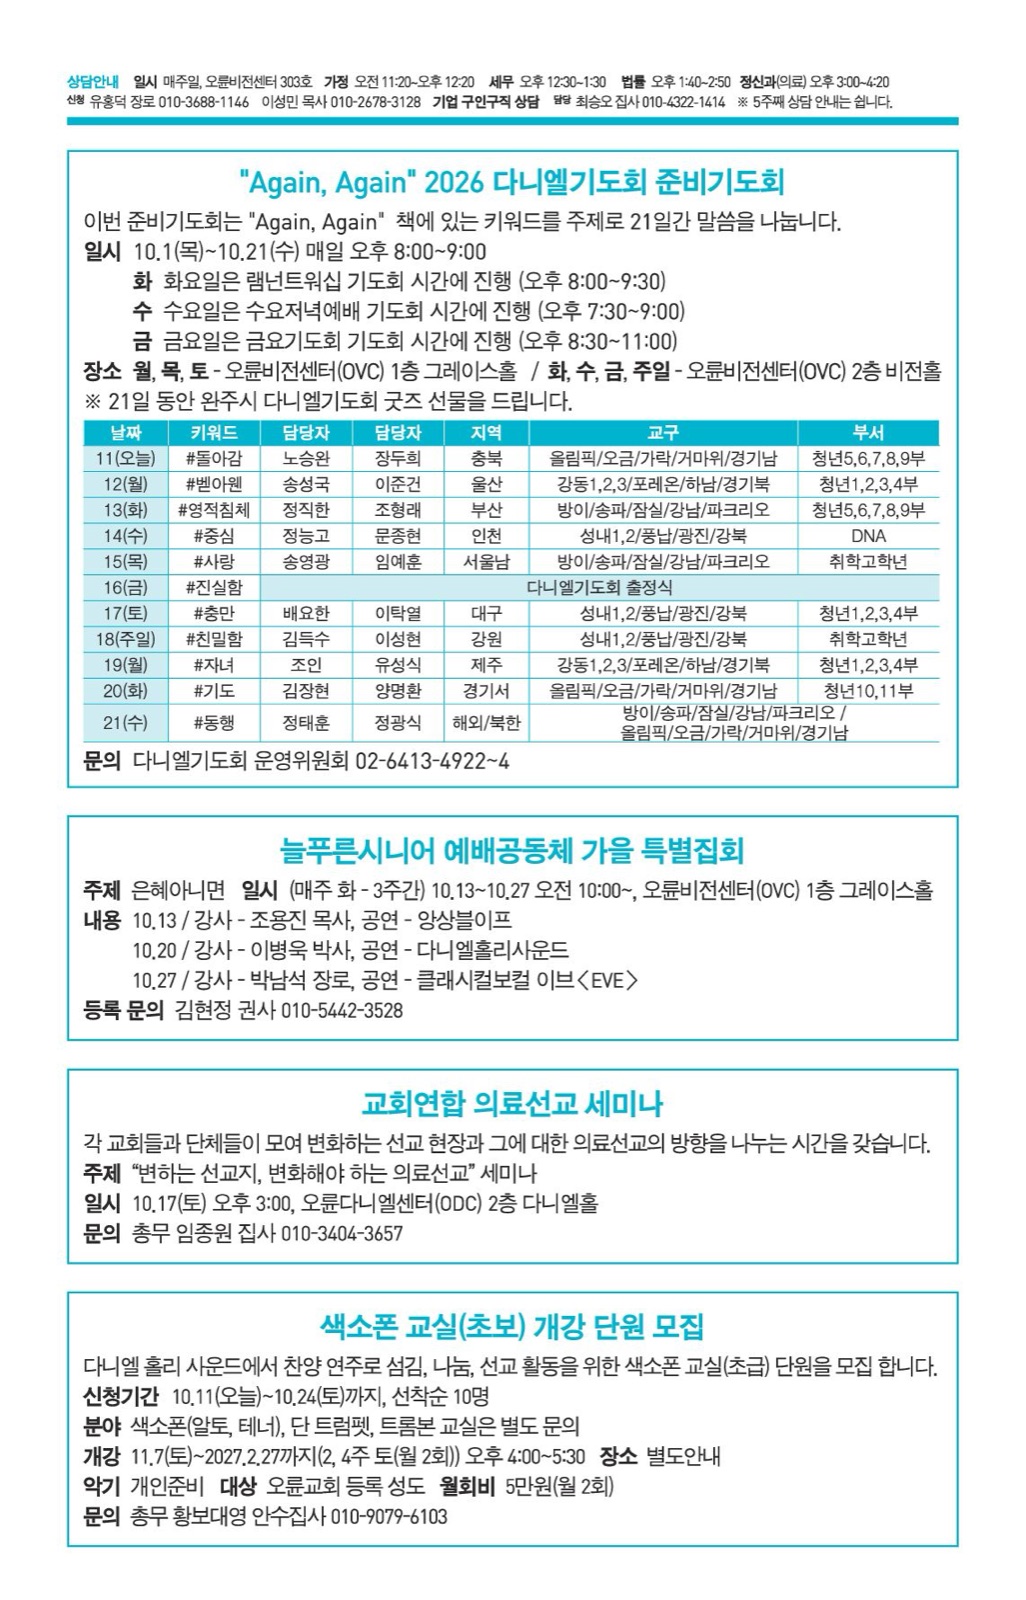 상담안내 일시 매주일, 오륜비전센터 303호 가정 오전 11:20~오후 12:20 세무 오후 12:30~1:30 법률 오후 1:40~2:50 정신과(의료) 오후 3:00~4:20
신청 유홍덕 장로 010-3688-1146 이성민 목사 010-2678-3128 기업 구인구직 상담 담당 최승오 집사 010-4322-1414 ※ 5주째 상담 안내는 쉽니다.
"Again, Again" 2026 다니엘기도회 준비기도회
이번 준비기도회는 "Again, Again" 책에 있는 키워드를 주제로 21일간 말씀을 나눕니다.
일시 10.1(목)~10.21(수) 매일 오후 8:00~9:00
화 화요일은 램넌트워십 기도회 시간에 진행 (오후 8:00~9:30)
수 수요일은 수요저녁예배 기도회 시간에 진행 (오후 7:30~9:00)
금 금요일은 금요기도회 기도회 시간에 진행 (오후 8:30~11:00)
장소 월, 목, 토 - 오륜비전센터(OVC) 1층 그레이스홀 / 화, 수, 금, 주일 - 오륜비전센터(OVC) 2층 비전홀
※ 21일 동안 완주시 다니엘기도회 굿즈 선물을 드립니다.
날짜 키워드 담당자 담당자 지역 교구 부서
11(오늘) #돌아감 노승완 장두희 충북 올림픽/오금/가락/거마위/경기남 청년5,6,7,8,9부
12(월) #벧아웬 송성국 이준건 울산 강동1,2,3/포레온/하남/경기북 청년1,2,3,4부
13(화) #영적침체 정직한 조형래 부산 방이/송파/잠실/강남/파크리오 청년5,6,7,8,9부
14(수) #중심 정능고 문종현 인천 성내1,2/풍납/광진/강북 DNA
15(목) #사랑 송영광 임예훈 서울남 방이/송파/잠실/강남/파크리오 취학고학년
16(금) #진실함 다니엘기도회 출정식
17(토) #충만 배요한 이탁열 대구 성내1,2/풍납/광진/강북 청년1,2,3,4부
18(주일) #친밀함 김득수 이성현 강원 성내1,2/풍납/광진/강북 취학고학년
19(월) #자녀 조인 유성식 제주 강동1,2,3/포레온/하남/경기북 청년1,2,3,4부
20(화) #기도 김장현 양명환 경기서 올림픽/오금/가락/거마위/경기남 청년10,11부
21(수) #동행 정태훈 정광식 해외/북한 방이/송파/잠실/강남/파크리오 /
올림픽/오금/가락/거마위/경기남
문의 다니엘기도회 운영위원회 02-6413-4922~4
늘푸른시니어 예배공동체 가을 특별집회
주제 은혜아니면 일시 (매주 화 - 3주간) 10.13~10.27 오전 10:00~, 오륜비전센터(OVC) 1층 그레이스홀
내용 10.13 / 강사 - 조용진 목사, 공연 - 앙상블이프
10.20 / 강사 - 이병욱 박사, 공연 - 다니엘홀리사운드
10.27 / 강사 - 박남석 장로, 공연 - 클래시컬보컬 이브<EVE>
등록 문의 김현정 권사 010-5442-3528
교회연합 의료선교 세미나
각 교회들과 단체들이 모여 변화하는 선교 현장과 그에 대한 의료선교의 방향을 나누는 시간을 갖습니다.
주제 “변하는 선교지, 변화해야 하는 의료선교” 세미나
일시 10.17(토) 오후 3:00, 오륜다니엘센터(ODC) 2층 다니엘홀
문의 총무 임종원 집사 010-3404-3657
색소폰 교실(초보) 개강 단원 모집
다니엘 홀리 사운드에서 찬양 연주로 섬김, 나눔, 선교 활동을 위한 색소폰 교실(초급) 단원을 모집 합니다.
신청기간 10.11(오늘)~10.24(토)까지, 선착순 10명
분야 색소폰(알토, 테너), 단 트럼펫, 트롬본 교실은 별도 문의
개강 11.7(토)~2027.2.27까지(2, 4주 토(월 2회)) 오후 4:00~5:30 장소 별도안내
악기 개인준비 대상 오륜교회 등록 성도 월회비 5만원(월 2회)
문의 총무 황보대영 안수집사 010-9079-6103